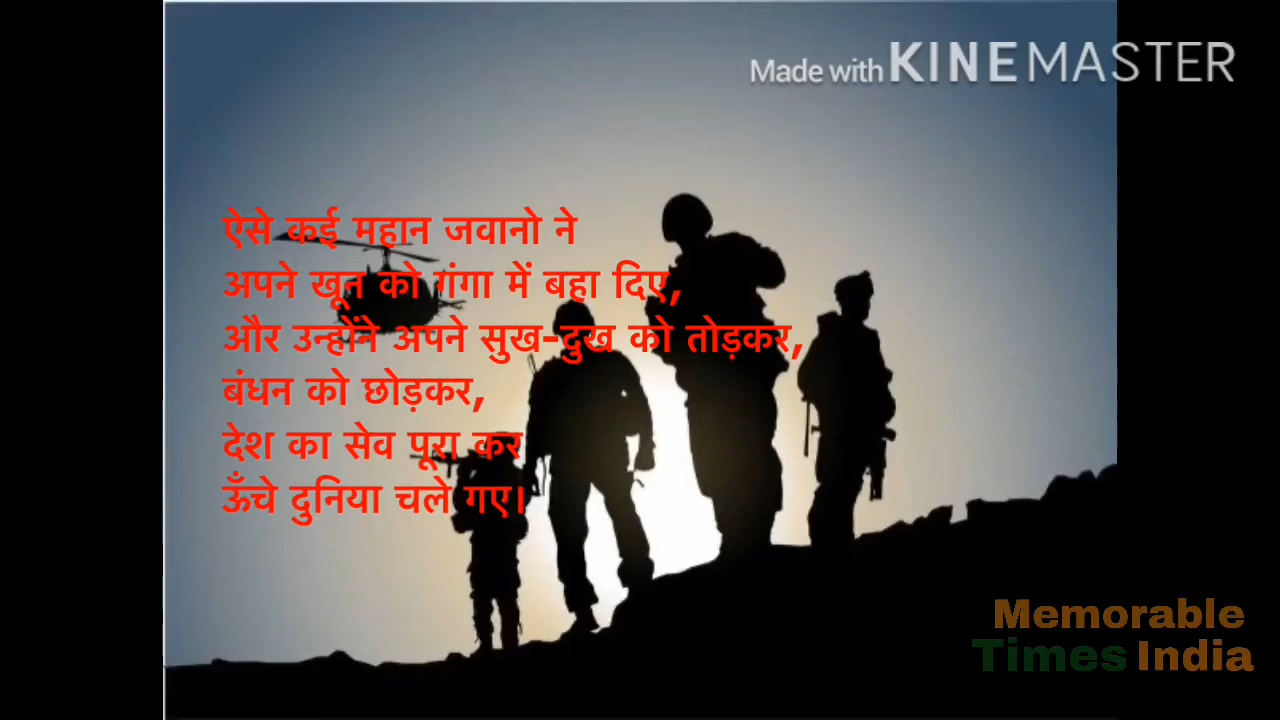 Made with KINEMASTER
ऐसे कई महान जवानो ने
अपने खून को गंगा में बहा दिए,
और उन्होंने अपने सुख-दुख को तोड़कर,
बंधन को छोड़कर,
देश का सेव पूरा कर
ऊँचे दुनिया चले गए।
Memorable
Times India